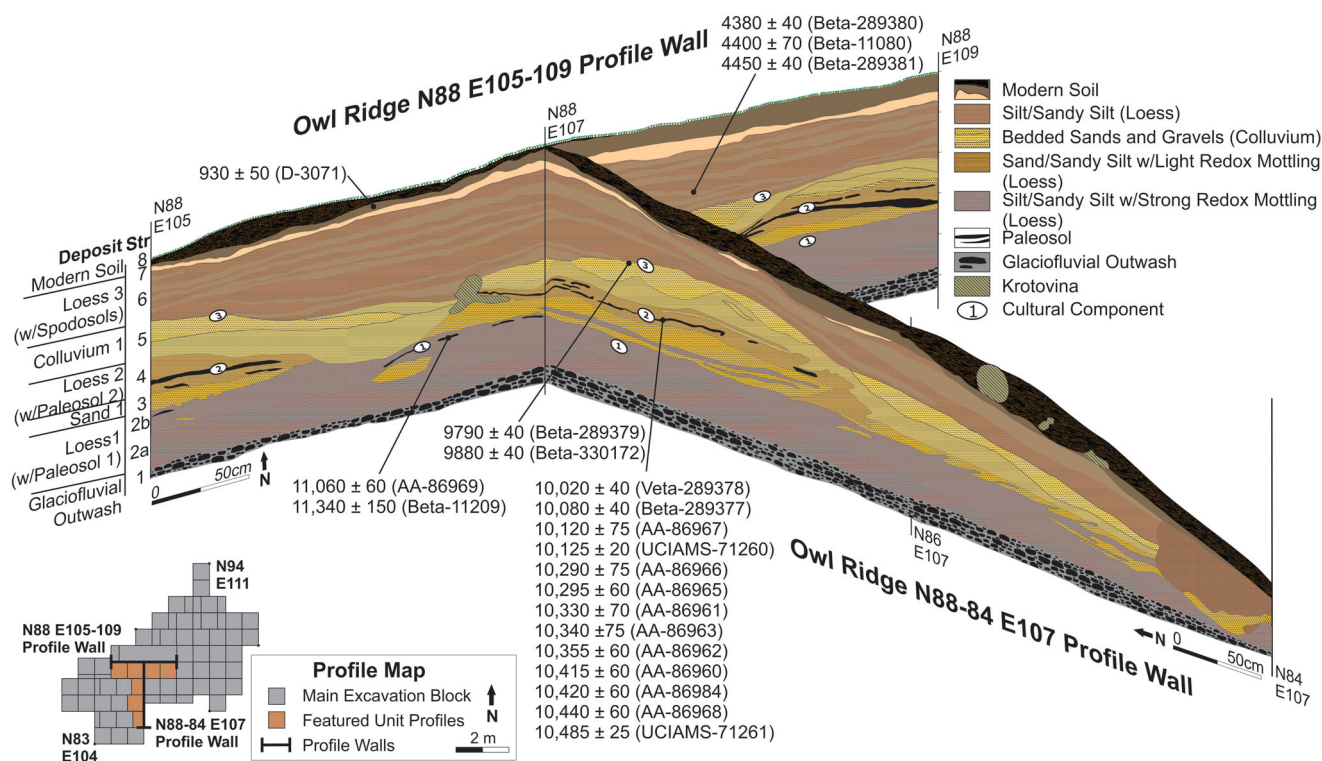 Owl Ridge N88 E105-109 Profile Wall
4380 ± 40 (Beta-289380)
4400 ± 70 (Beta-11080)
4450 ± 40 (Beta-289381)
N88
E109
N88
E107
930 ± 50 (D-3071)
N88
E105
Modern Soil
Silt/Sandy Silt (Loess)
Bedded Sands and Gravels (Colluvium)
Sand/Sandy Silt w/Light Redox Mottling
(Loess)
Silt/Sandy Silt w/Strong Redox Mottling
(Loess)
Paleosol
Glaciofluvial Outwash
Krotovina
1 Cultural Component
Deposit Str
8
Modern Soil 7
Loess 3 6
(w/Spodosols)
Colluvium 1 5
Loess 2 4
(w/Paleosol 2)
Sand 1 3
2b
Loess1
(w/Paleosol 1) 2a
Glaciofluvial 1
Outwash
3
2
1
3
2
1
3
2
1
0 50cm
N
9790 ± 40 (Beta-289379)
9880 ± 40 (Beta-330172)
11,060 ± 60 (AA-86969)
11,340 ± 150 (Beta-11209)
10,020 ± 40 (Veta-289378)
10,080 ± 40 (Beta-289377)
10,120 ± 75 (AA-86967)
10,125 ± 20 (UCIAMS-71260)
10,290 ± 75 (AA-86966)
10,295 ± 60 (AA-86965)
10,330 ± 70 (AA-86961)
10,340 ±75 (AA-86963)
10,355 ± 60 (AA-86962)
10,415 ± 60 (AA-86960)
10,420 ± 60 (AA-86984)
10,440 ± 60 (AA-86968)
10,485 ± 25 (UCIAMS-71261)
N86
E107
Owl Ridge N88-84 E107 Profile Wall
N 0 50cm
N84
E107
N94
E111
N88 E105-109
Profile Wall
N88-84 E107
Profile Wall
N83
E104
Profile Map
Main Excavation Block
Featured Unit Profiles
Profile Walls
N
2 m